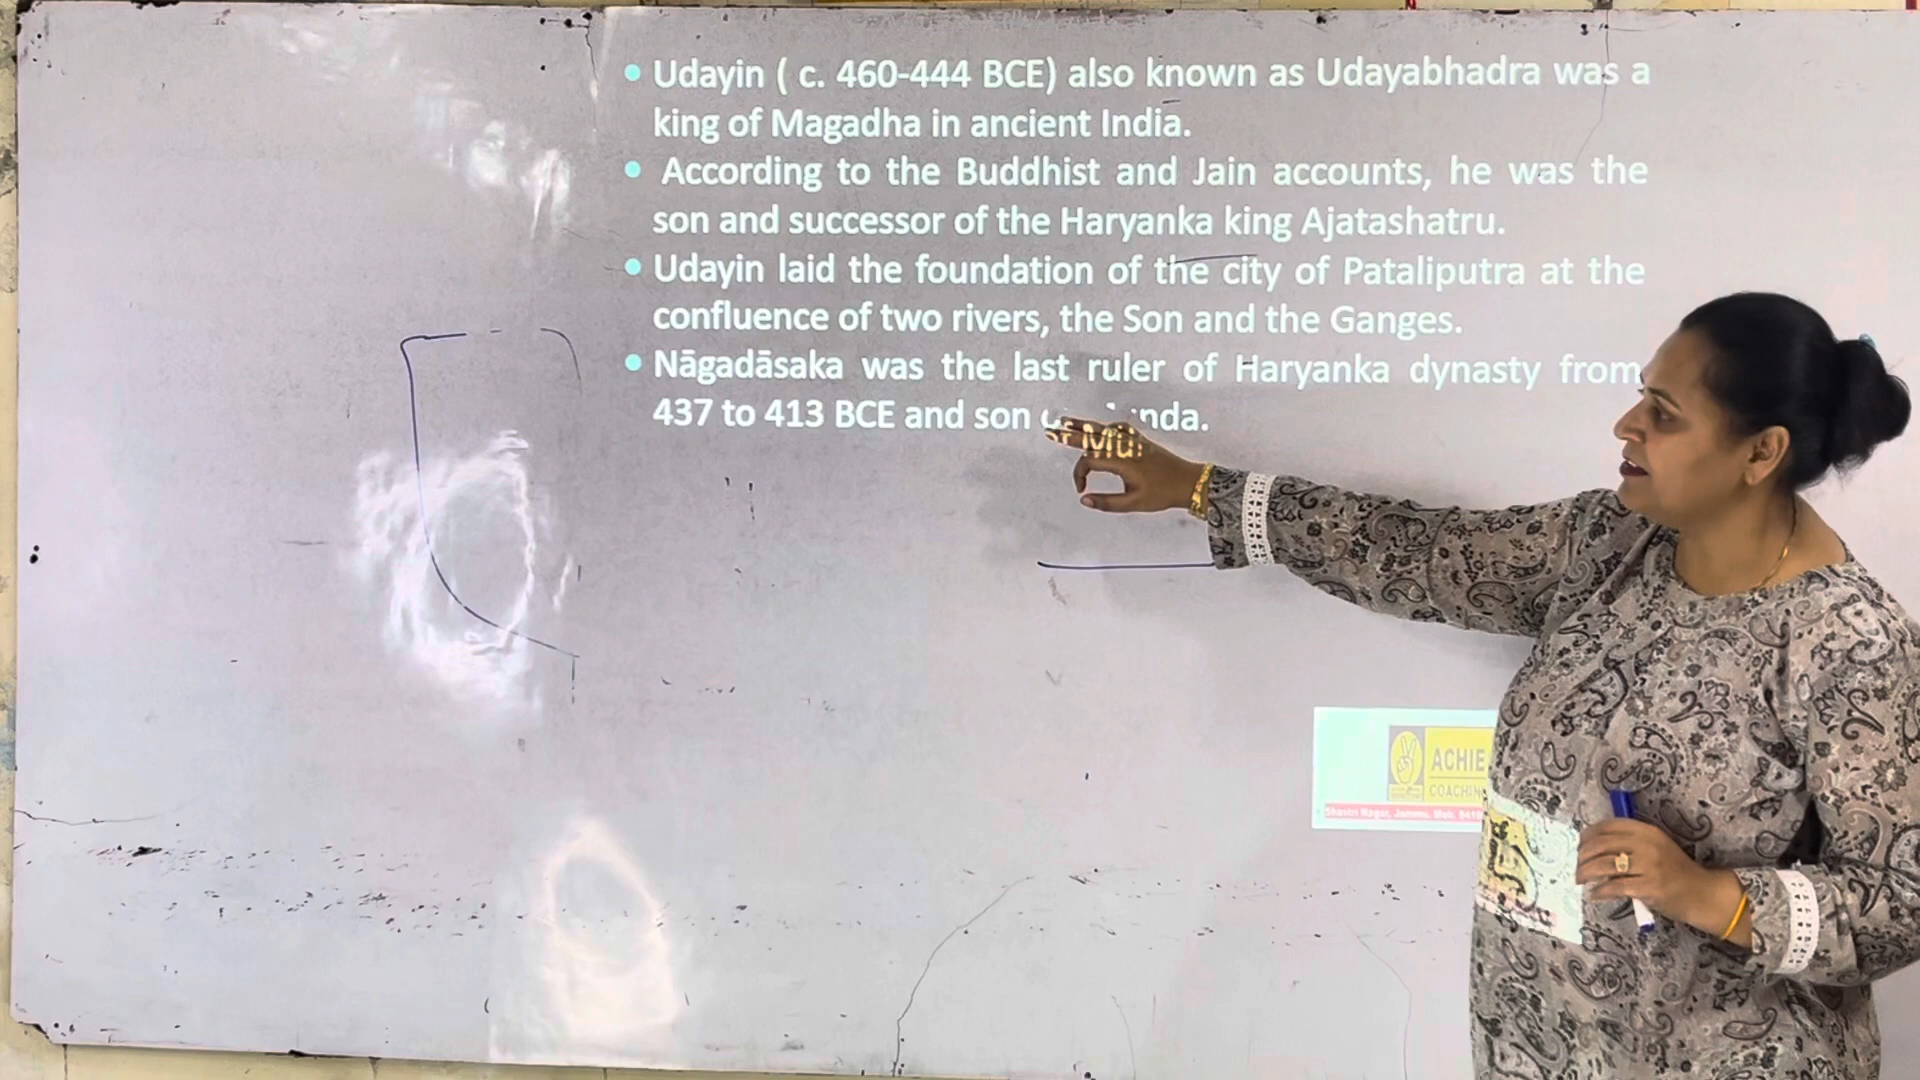 • Udayin ( c. 460-444 BCE) also known as Udayabhadra was a
king of Magadha in ancient India.
• According to the Buddhist and Jain accounts, he was the
son and successor of the Haryanka king Ajatashatru.
• Udayin laid the foundation of the city of Pataliputra at the
confluence of two rivers, the Son and the Ganges.
• Nāgadāsaka was the last ruler of Haryanka dynasty from
437 to 413 BCE and son
ACHIE
COACHIN
Jammu. Mob.